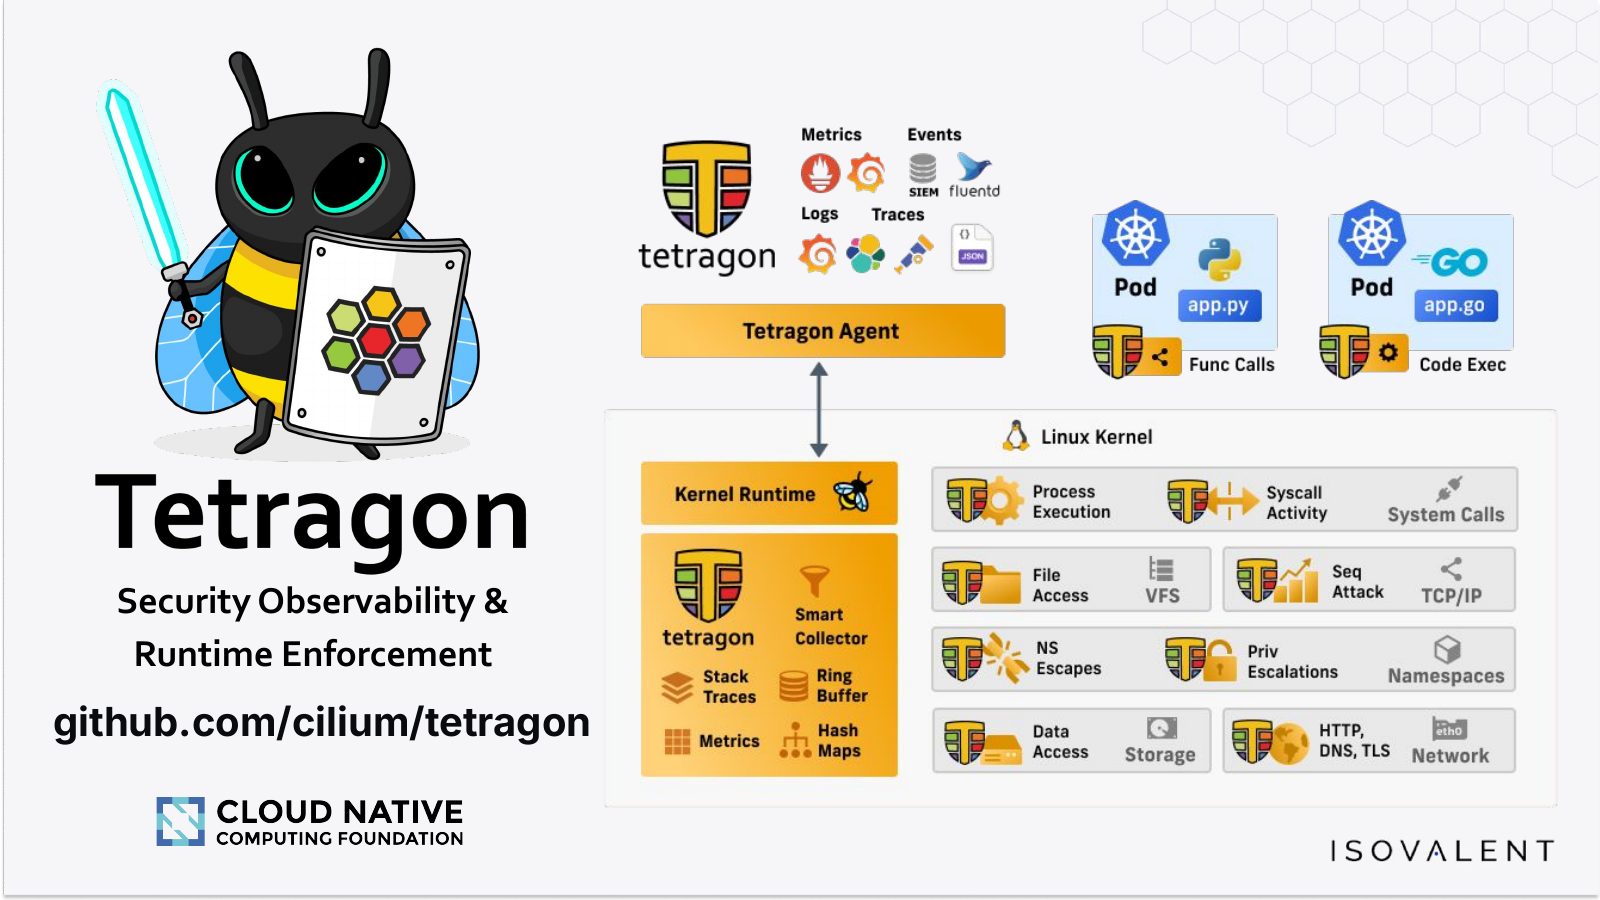 Tetragon
Security Observability &
Runtime Enforcement
github.com/cilium/tetragon
CLOUD NATIVE
COMPUTING FOUNDATION
tetragon
Metrics
Events
SIEM
fluentd
Logs
Traces
{}
JSON
Tetragon Agent
Pod
app.py
Func Calls
Pod
GO
app.go
Code Exec
Linux Kernel
Kernel Runtime
tetragon
Smart
Collector
Stack
Traces
Ring
Buffer
Metrics
Hash
Maps
Process
Execution
Syscall
Activity
System Calls
File
Access
VFS
Seq
Attack
TCP/IP
NS
Escapes
Priv
Escalations
Namespaces
Data
Access
Storage
HTTP,
DNS, TLS
eth0
Network
ISOVALENT